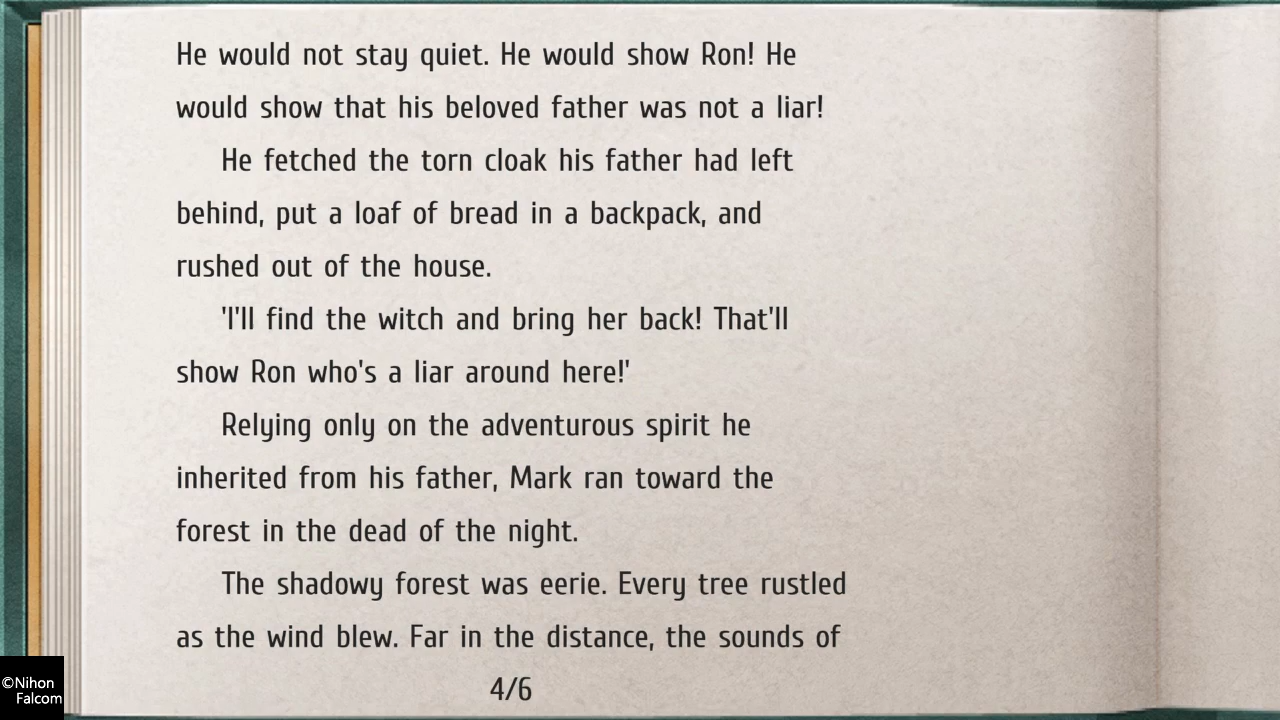 He would not stay quiet. He would show Ron! He
would show that his beloved father was not a liar!
He fetched the torn cloak his father had left
behind, put a loaf of bread in a backpack, and
rushed out of the house.
'I'll find the witch and bring her back! That'll
show Ron who's a liar around here!'
Relying only on the adventurous spirit he
inherited from his father, Mark ran toward the
forest in the dead of the night.
The shadowy forest was eerie. Every tree rustled
as the wind blew. Far in the distance, the sounds of
4/6
©Nihon
Falcom